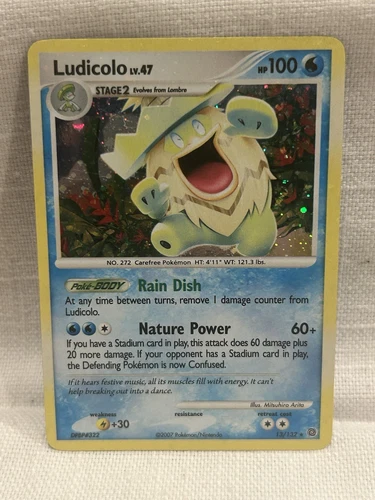 Ludicolo LV.47 HP 100
STAGE 2 Evolves from Lombre
NO. 272 Carefree Pokémon HT: 4'11" WT: 121.3 lbs.
Poké-BODY Rain Dish
At any time between turns, remove 1 damage counter from
Ludicolo.
Nature Power 60+
If you have a Stadium card in play, this attack does 60 damage plus
20 more damage. If your opponent has a Stadium card in play,
the Defending Pokémon is now Confused.
If it hears festive music, all its muscles fill with energy. It can't
help breaking out into a dance.
Illus. Mitsuhiro Arita
weakness resistance retreat cost
+30
DPBP#272 ©2007 Pokémon/Nintendo